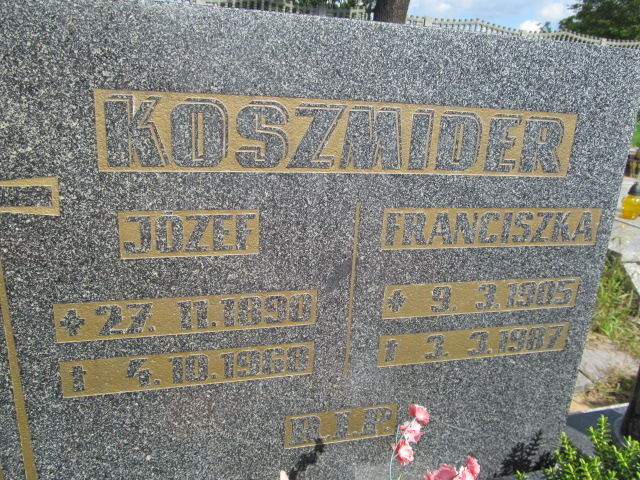 KOSZMIDER
JÓZEF
* 27. 11. 1890
† 4. 10. 1968
FRANCISZKA
* 9. 3. 1905
† 3. 3. 1987
R.I.P.